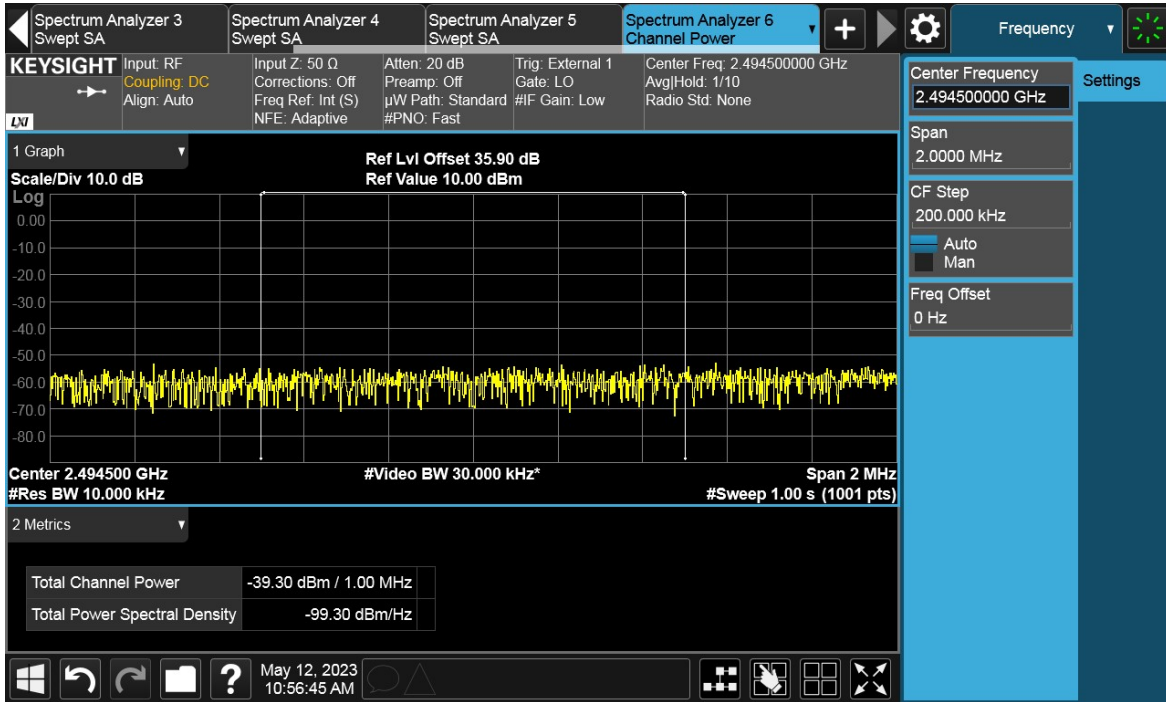 Spectrum Analyzer 3
Swept SA
Spectrum Analyzer 4
Swept SA
Spectrum Analyzer 5
Swept SA
Spectrum Analyzer 6
Channel Power
+
Frequency
KEYSIGHT
LXI
Input: RF
Coupling: DC
Align: Auto
Input Z: 50 Ω
Corrections: Off
Freq Ref: Int (S)
NFE: Adaptive
Atten: 20 dB
Preamp: Off
µW Path: Standard
#PNO: Fast
Trig: External 1
Gate: LO
#IF Gain: Low
Center Freq: 2.494500000 GHz
Avg|Hold: 1/10
Radio Std: None
Center Frequency
2.494500000 GHz
Settings
Span
2.0000 MHz
CF Step
200.000 kHz
Auto
Man
Freq Offset
0 Hz
1 Graph
Scale/Div 10.0 dB
Ref Lvl Offset 35.90 dB
Ref Value 10.00 dBm
Log
0.00
-10.0
-20.0
-30.0
-40.0
-50.0
-60.0
-70.0
-80.0
Center 2.494500 GHz
#Video BW 30.000 kHz*
Span 2 MHz
#Res BW 10.000 kHz
#Sweep 1.00 s (1001 pts)
2 Metrics
Total Channel Power -39.30 dBm / 1.00 MHz
Total Power Spectral Density -99.30 dBm/Hz
?
May 12, 2023
10:56:45 AM